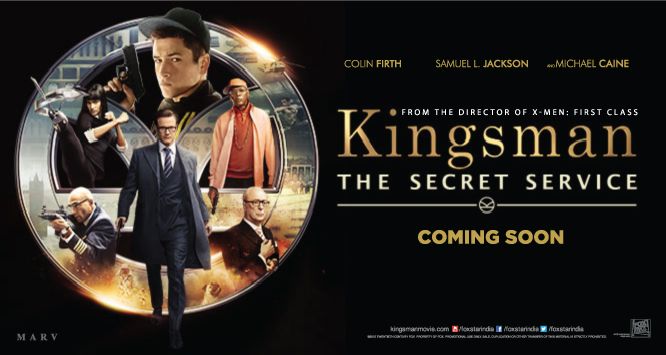 COLIN FIRTH SAMUEL L. JACKSON AND MICHAEL CAINE
FROM THE DIRECTOR OF X-MEN: FIRST CLASS
Kingsman
THE SECRET SERVICE
COMING SOON
MARV
kingsmanmovie.com /foxstarindia /foxstarindia /foxstarindia